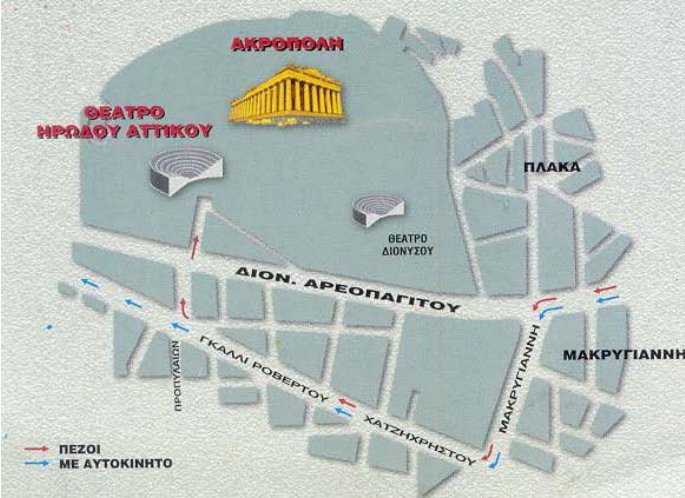 ΑΚΡΟΠΟΛΗ
ΘΕΑΤΡΟ
ΗΡΩΔΟΥ ΑΤΤΙΚΟΥ
ΠΛΑΚΑ
ΘΕΑΤΡΟ
ΔΙΟΝΥΣΟΥ
ΔΙΟΝ. ΑΡΕΟΠΑΓΙΤΟΥ
ΜΑΚΡΥΓΙΑΝΝΗ
ΜΑΚΡΥΓΙΑΝΝΗ
ΠΡΟΠΥΛΑΙΩΝ
ΓΚΑΛΛΙ ΡΟΒΕΡΤΟΥ
ΧΑΤΖΗΧΡΗΣΤΟΥ
ΠΕΖΟΙ
ΜΕ ΑΥΤΟΚΙΝΗΤΟ